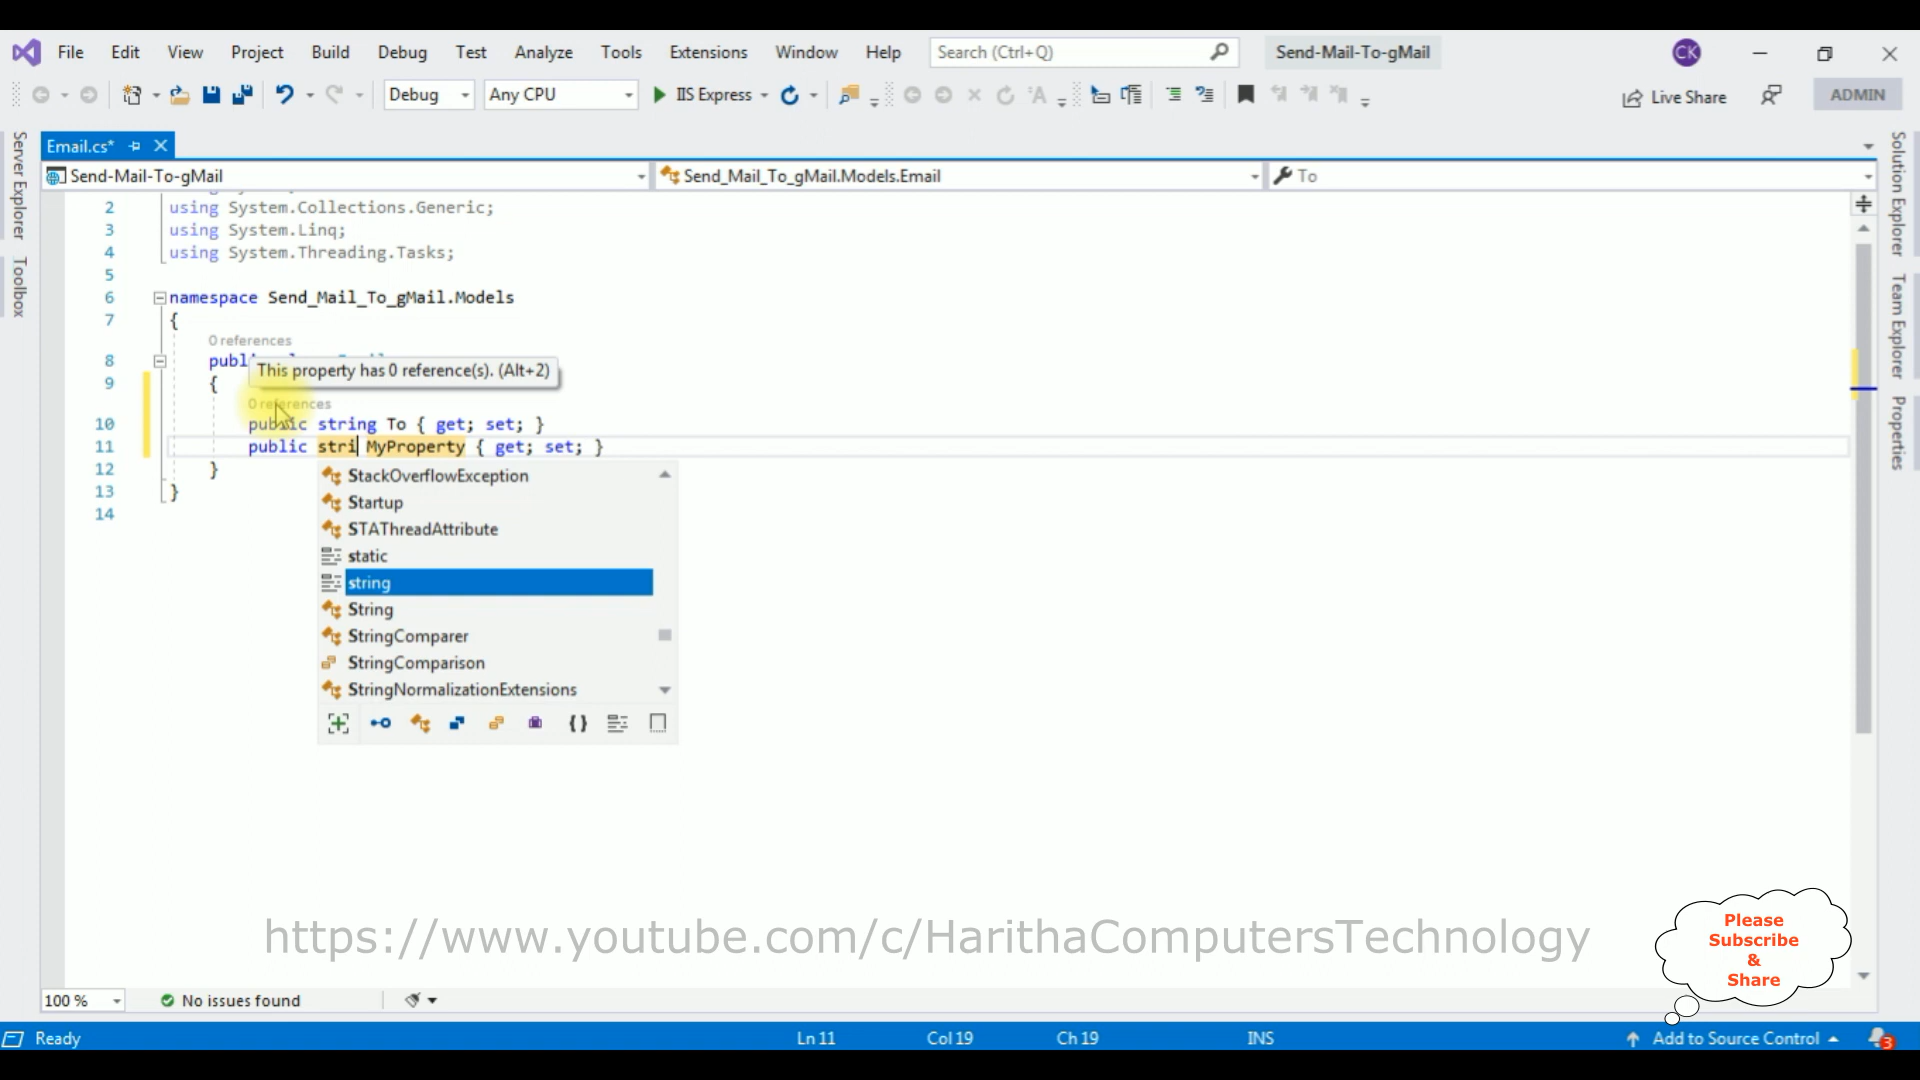 File Edit View Project Build Debug Test Analyze Tools Extensions Window Help Search (Ctrl+Q) Send-Mail-To-gMail CK
Debug Any CPU IIS Express Live Share ADMIN
Server Explorer
Toolbox
Email.cs*
Send-Mail-To-gMail Send_Mail_To_gMail.Models.Email To
2 using System.Collections.Generic;
3 using System.Linq;
4 using System.Threading.Tasks;
5
6 namespace Send_Mail_To_gMail.Models
7 {
0 references
8 publ
This property has 0 reference(s). (Alt+2)
9 {
0 references
10 public string To { get; set; }
11 public stri MyProperty { get; set; }
12 }
13 }
14
StackOverflowException
Startup
STAThreadAttribute
static
string
String
StringComparer
StringComparison
StringNormalizationExtensions
Solution Explorer
Team Explorer
Properties
https://www.youtube.com/c/HarithaComputersTechnology
Please
Subscribe
&
Share
100 % No issues found
Ready Ln 11 Col 19 Ch 19 INS Add to Source Control 3